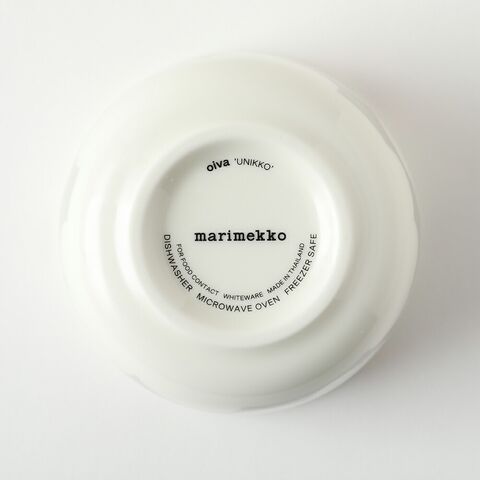 oiva 'UNIKKO'
marimekko
FOR FOOD CONTACT WHITEWARE MADE IN THAILAND
DISHWASHER MICROWAVE OVEN FREEZER SAFE